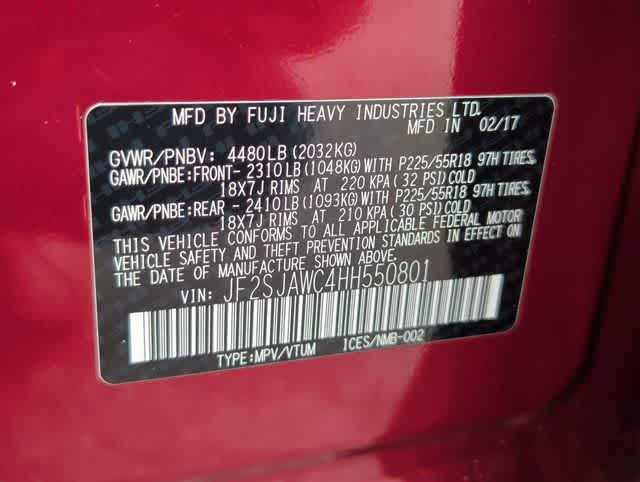 MFD BY FUJI HEAVY INDUSTRIES LTD.
MFD IN 02/17
GVWR/PNBV: 4480LB(2032KG)
GAWR/PNBE:FRONT-2310LB(1048KG)WITH P225/55R18 97H TIRES,
18X7J RIMS AT 220 KPA(32 PSI)COLD
GAWR/PNBE:REAR -2410LB(1093KG)WITH P225/55R18 97H TIRES,
18X7J RIMS AT 210 KPA(30 PSI)COLD
THIS VEHICLE CONFORMS TO ALL APPLICABLE FEDERAL MOTOR
VEHICLE SAFETY AND THEFT PREVENTION STANDARDS IN EFFECT ON
THE DATE OF MANUFACTURE SHOWN ABOVE.
VIN: JF2SJAWC4HH550801
TYPE:MPV/VTUM ICES/NMB-002